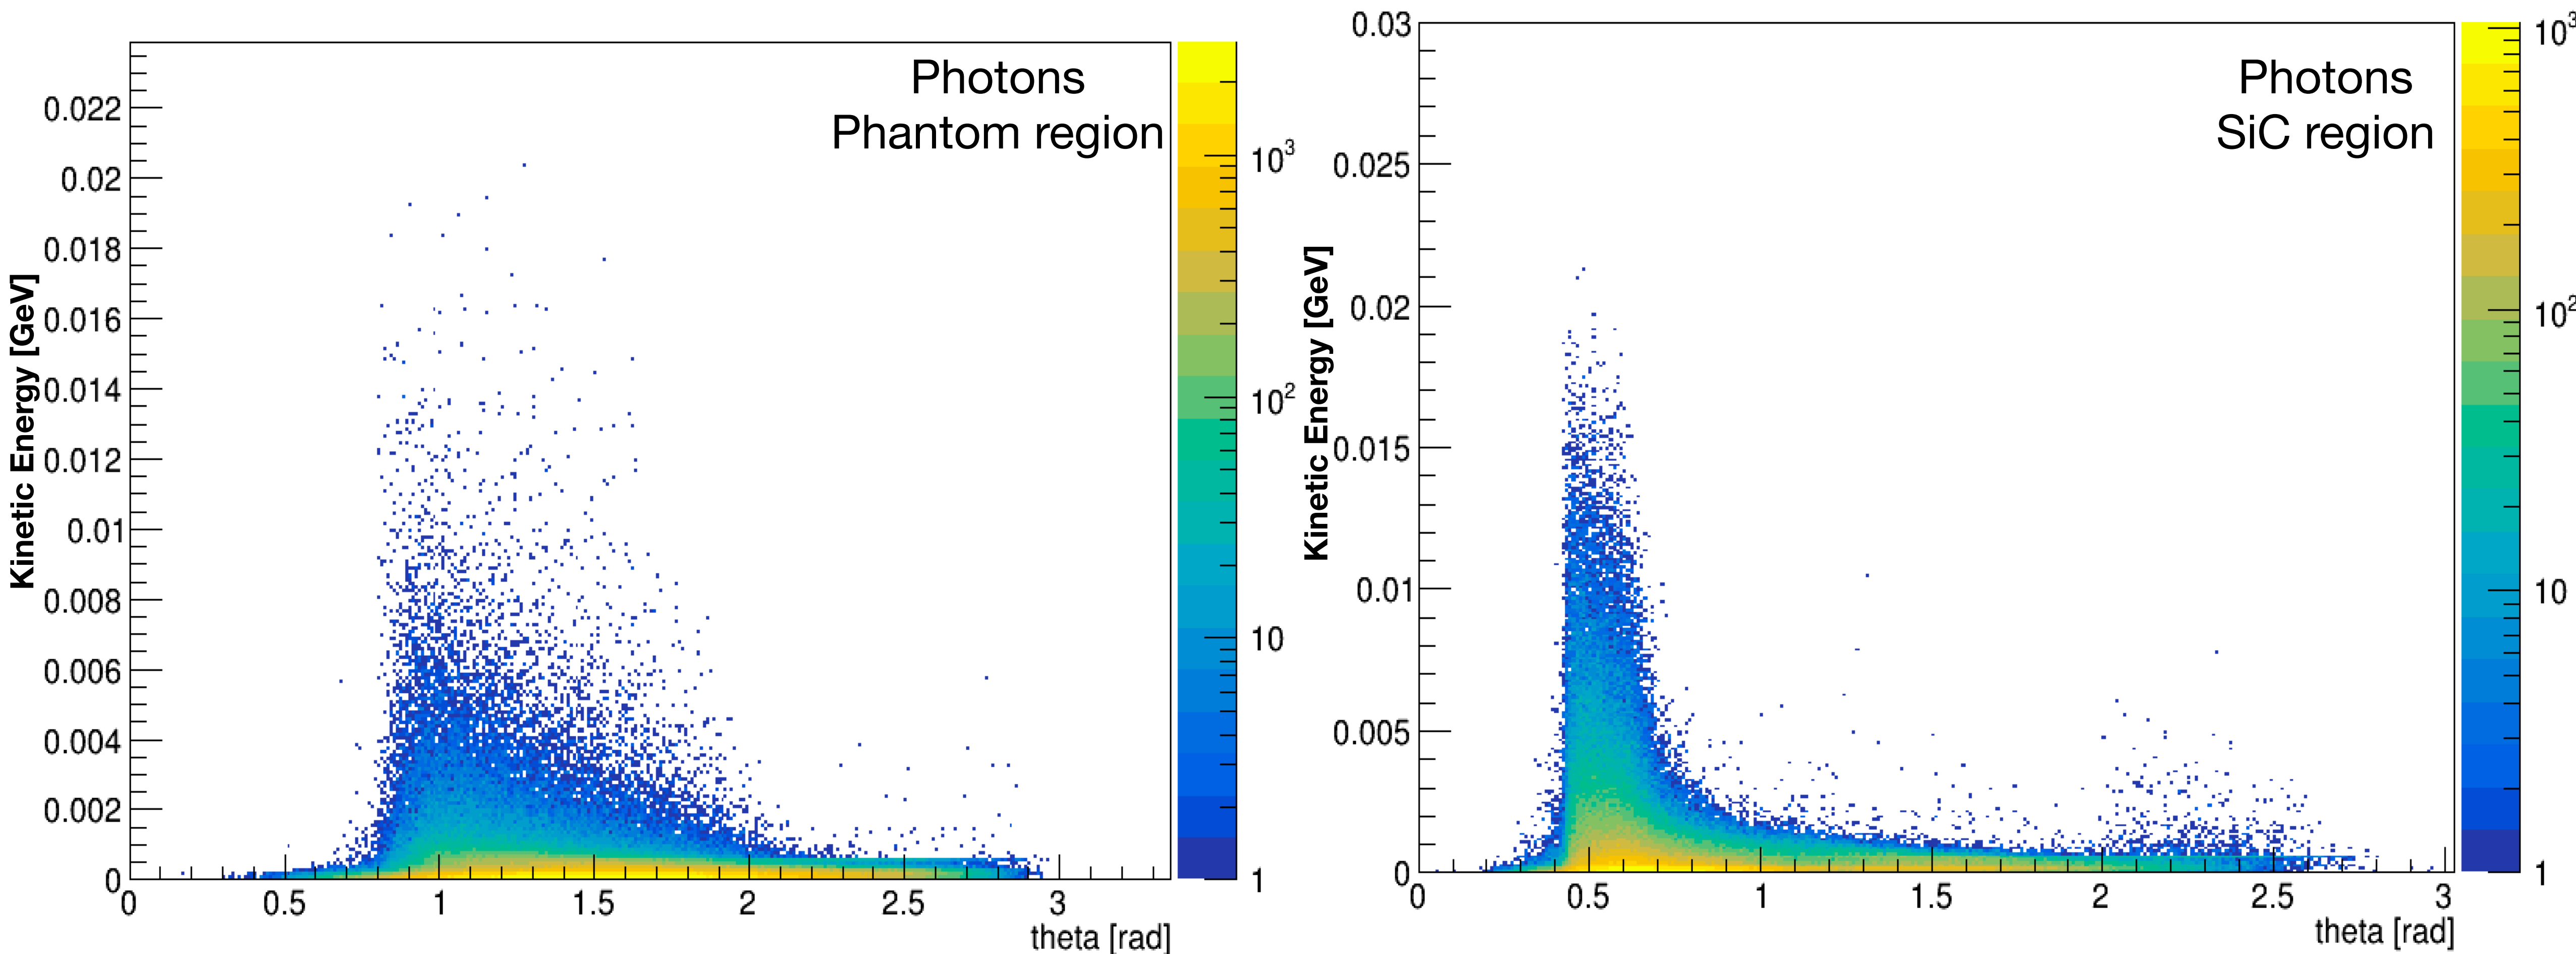 Photons
Phantom region
Kinetic Energy [GeV]
0.022
0.02
0.018
0.016
0.014
0.012
0.01
0.008
0.006
0.004
0.002
0
0 0.5 1 1.5 2 2.5 3
theta [rad]
10³
10²
10
1
Photons
SiC region
Kinetic Energy [GeV]
0.03
0.025
0.02
0.015
0.01
0.005
0
0 0.5 1 1.5 2 2.5 3
theta [rad]
10³
10²
10
1